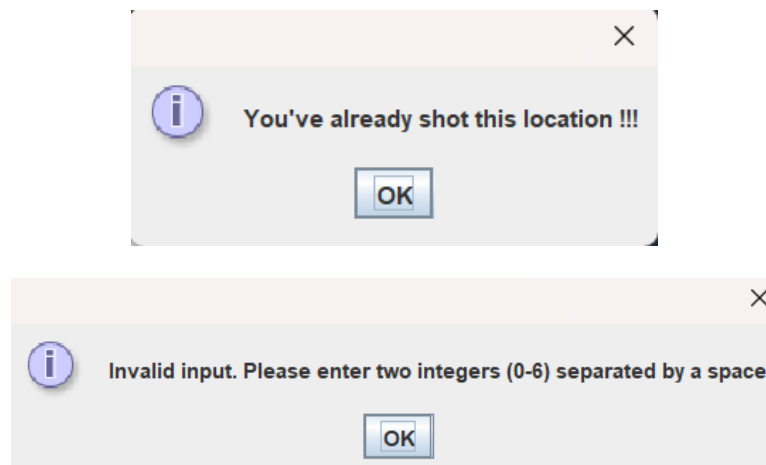 You've already shot this location !!!
OK
Invalid input. Please enter two integers (0-6) separated by a space
OK